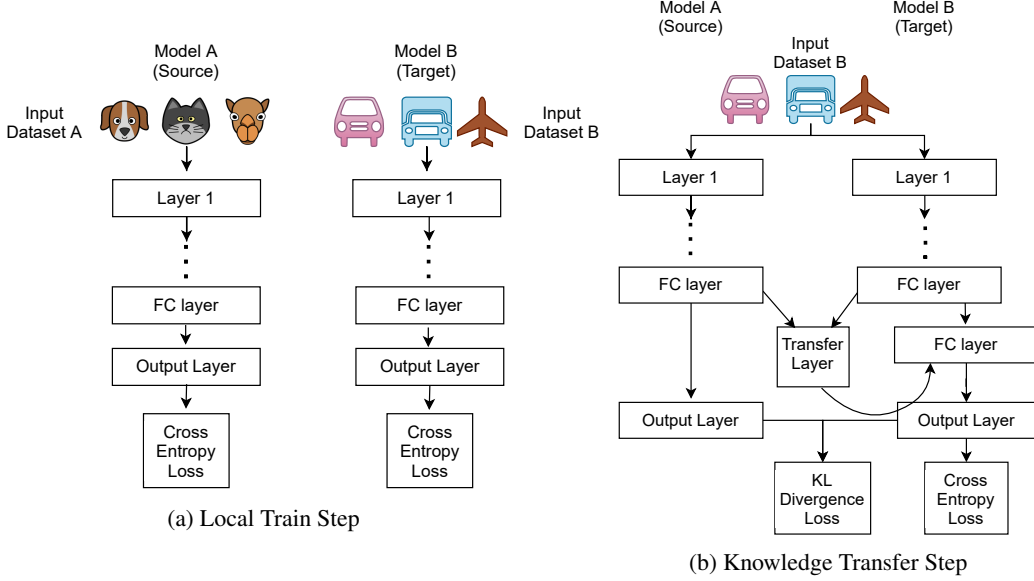 Model A
(Source)
Model B
(Target)
Input
Dataset A
Input
Dataset B
Layer 1
Layer 1
FC layer
FC layer
Output Layer
Output Layer
Cross
Entropy
Loss
Cross
Entropy
Loss
(a) Local Train Step
Model A
(Source)
Model B
(Target)
Input
Dataset B
Layer 1
Layer 1
FC layer
FC layer
Transfer
Layer
FC layer
Output Layer
Output Layer
KL
Divergence
Loss
Cross
Entropy
Loss
(b) Knowledge Transfer Step